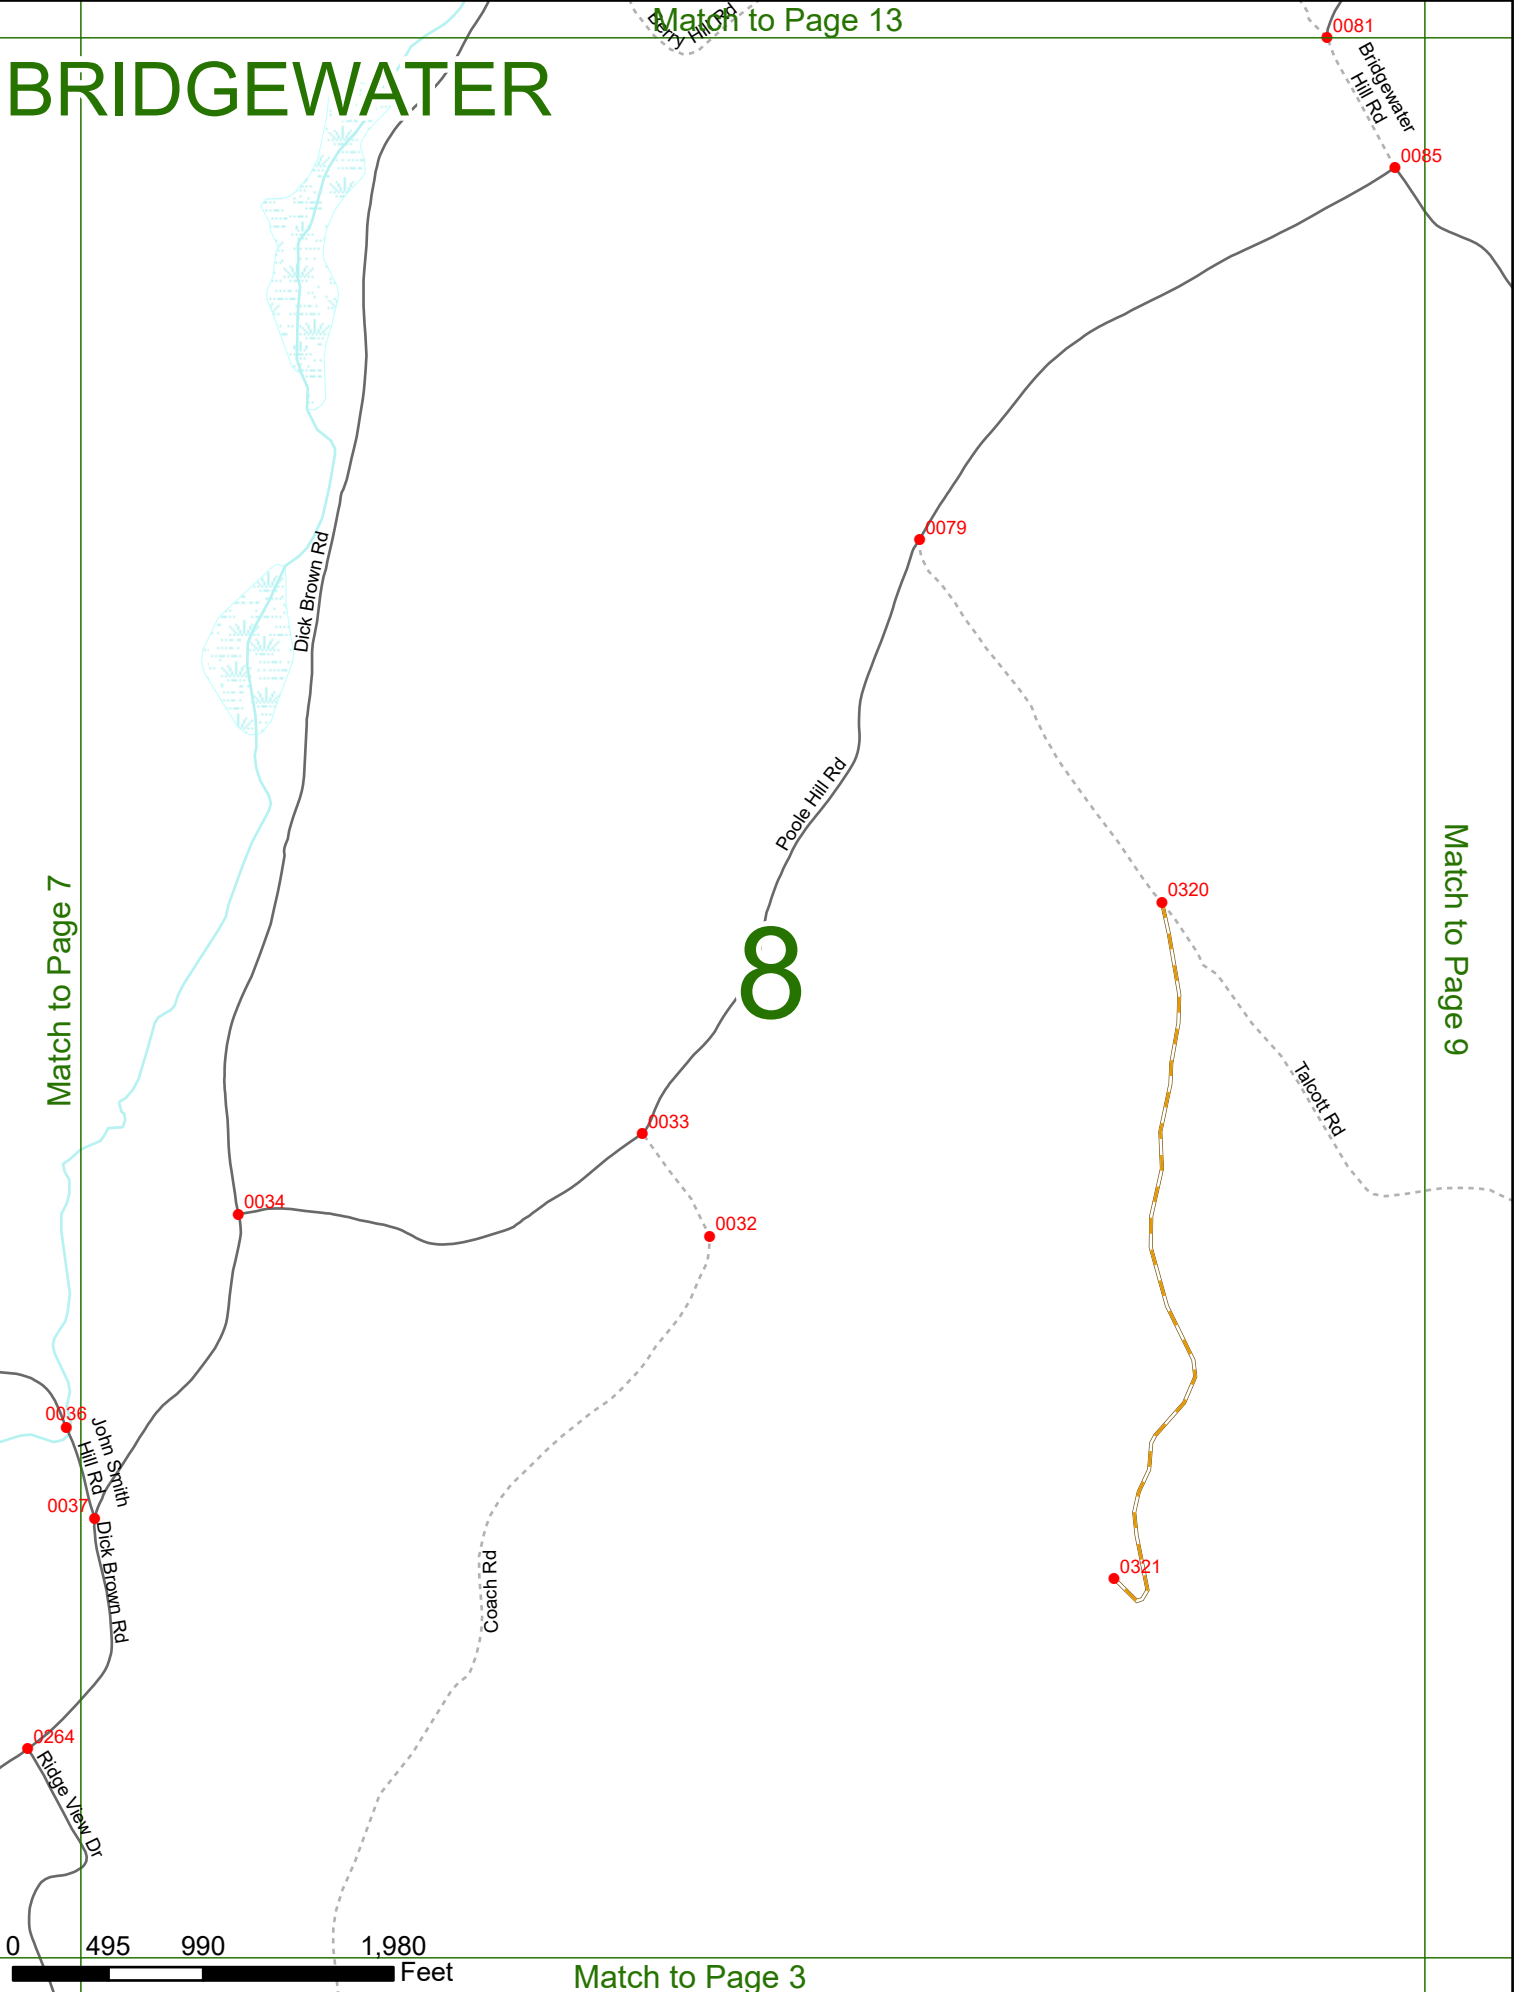 Match to Page 13
Berry Hill Rd
0081
BRIDGEWATER
Bridgewater
Hill Rd
0085
0079
Dick Brown Rd
Poole Hill Rd
Match to Page 7
Match to Page 9
0320
8
Talcott Rd
0033
0034
0032
0036
John Smith
Hill Rd
0037
Dick Brown Rd
Coach Rd
0321
0264
Ridge View Dr
0 495 990 1,980
Feet
Match to Page 3